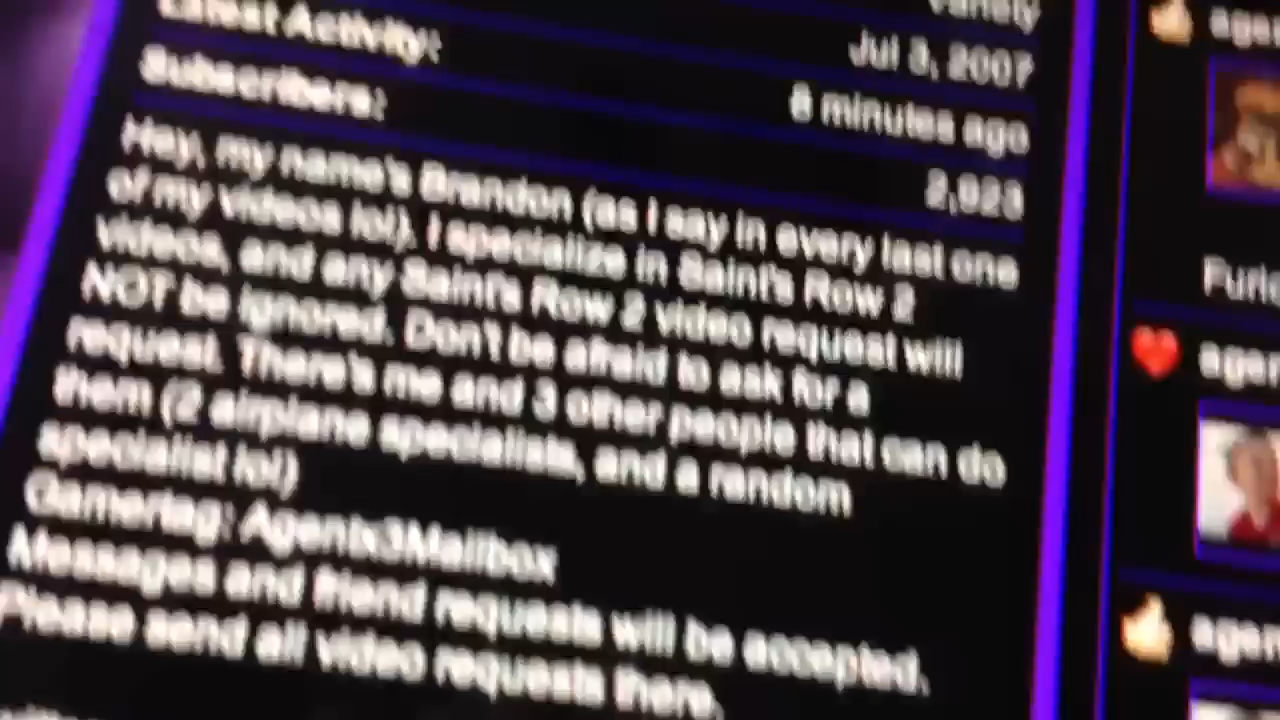 Variety
Latest Activity:
Jul 3, 2007
Subscribers:
8 minutes ago
2,923
Hey, my name's Brandon (as I say in every last one
of my videos lol). I specialize in Saint's Row 2
videos, and any Saint's Row 2 video request will
NOT be ignored. Don't be afraid to ask for a
request. There's me and 3 other people that can do
them (2 airplane specialists, and a random
specialist lol)
Gamertag: Agentx3Mailbox
Messages and friend requests will be accepted.
Please send all video requests there.